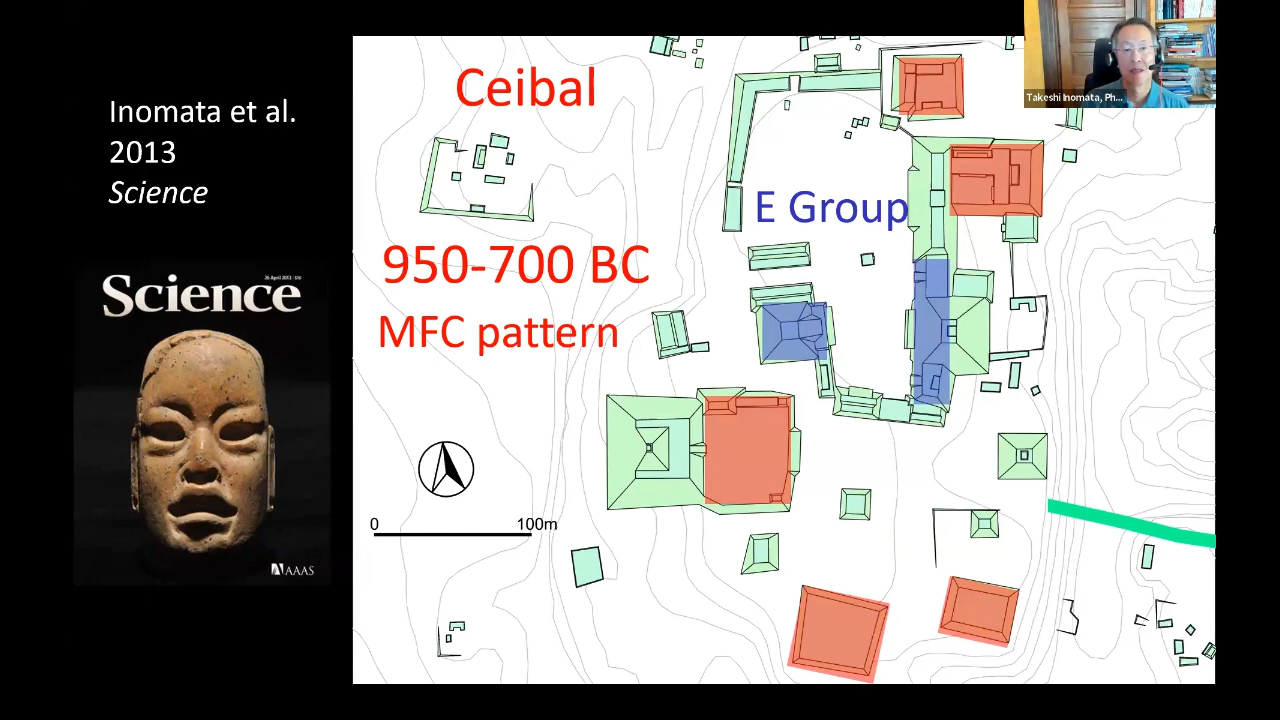 Inomata et al.
2013
Science
Science
AAAS
Ceibal
950-700 BC
MFC pattern
E Group
0 100m
Takeshi Inomata, Ph...